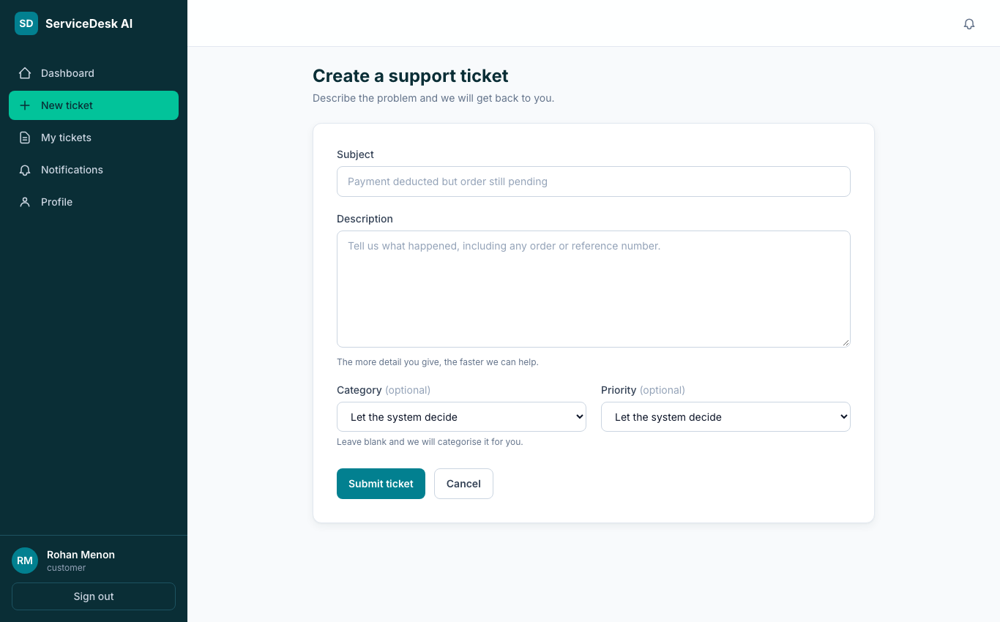 SD ServiceDesk AI
Dashboard
New ticket
My tickets
Notifications
Profile
RM
Rohan Menon
customer
Sign out
Create a support ticket
Describe the problem and we will get back to you.
Subject
Payment deducted but order still pending
Description
Tell us what happened, including any order or reference number.
The more detail you give, the faster we can help.
Category (optional) Priority (optional)
Let the system decide Let the system decide
Leave blank and we will categorise it for you.
Submit ticket Cancel